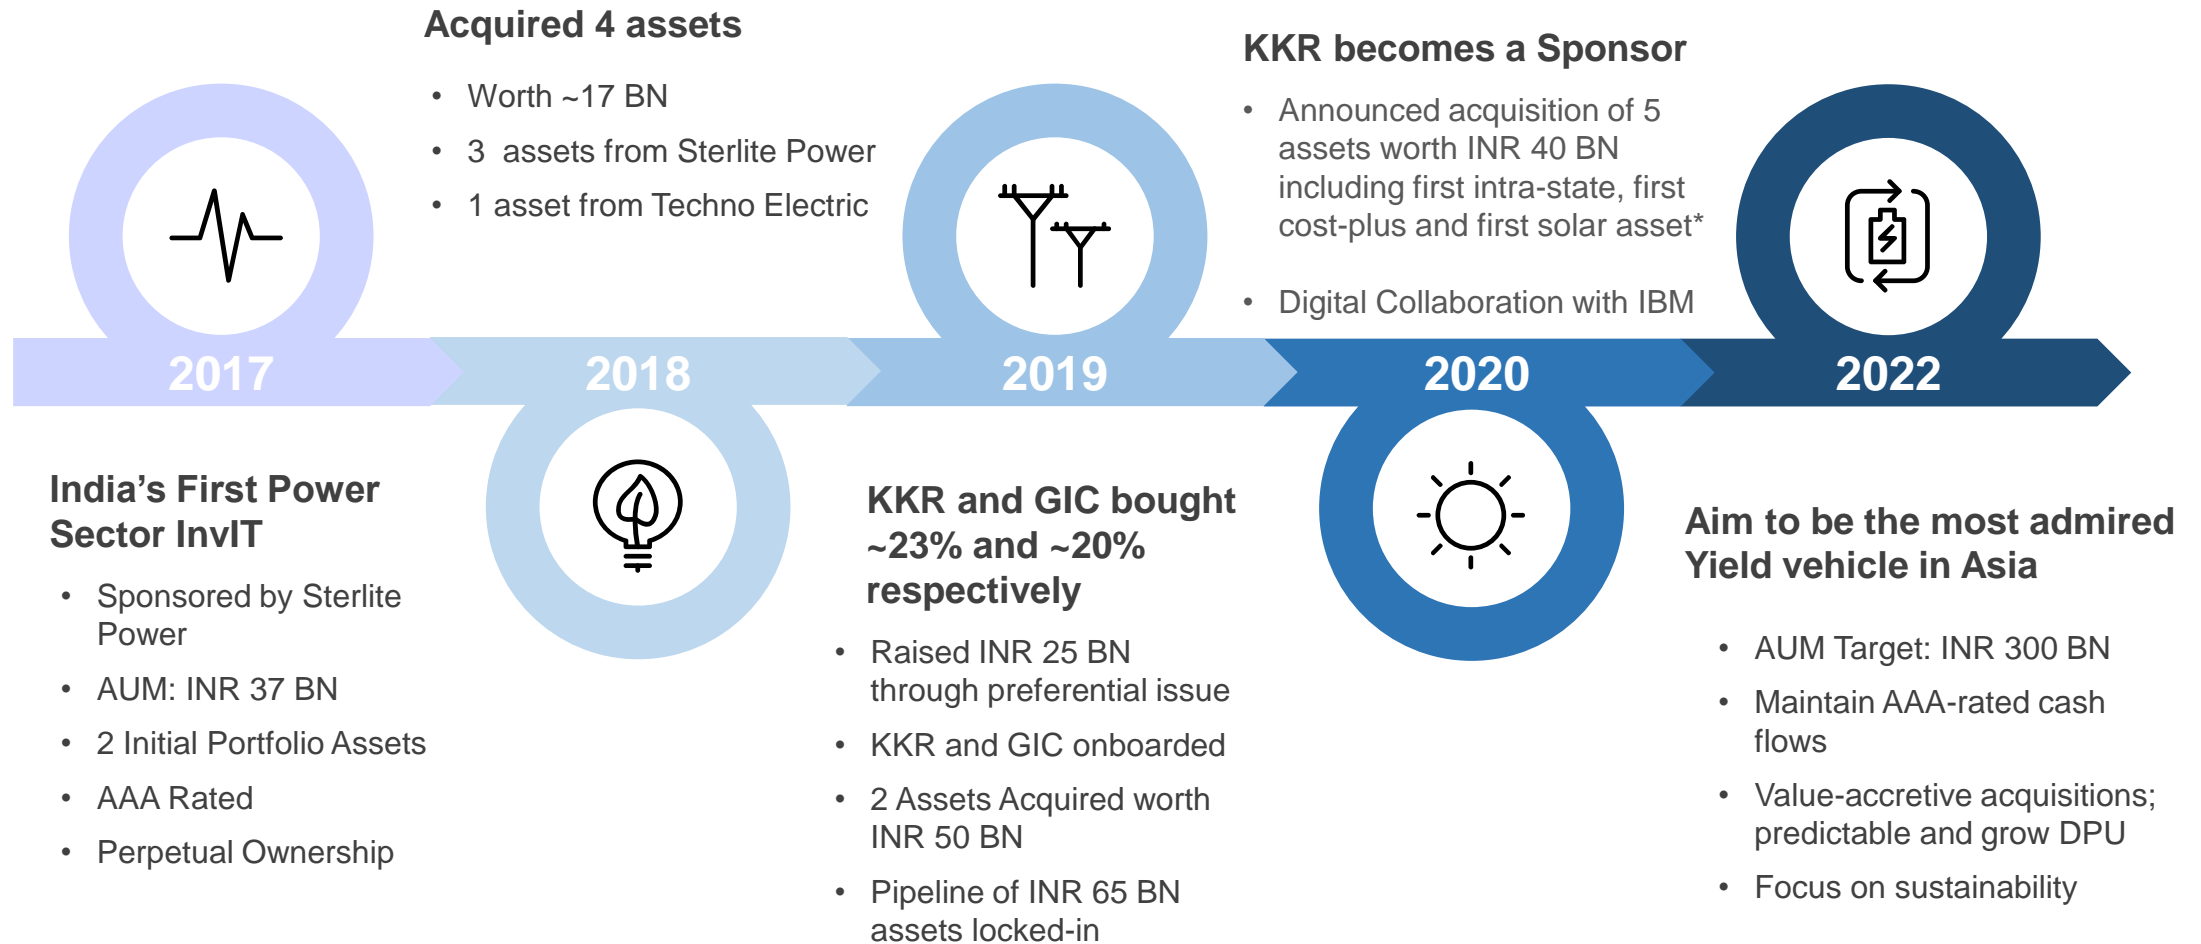 Acquired 4 assets
• Worth ~17 BN
• 3 assets from Sterlite Power
• 1 asset from Techno Electric
KKR becomes a Sponsor
• Announced acquisition of 5
assets worth INR 40 BN
including first intra-state, first
cost-plus and first solar asset*
• Digital Collaboration with IBM
2017
2018
2019
2020
2022
India’s First Power
Sector InvIT
• Sponsored by Sterlite
Power
• AUM: INR 37 BN
• 2 Initial Portfolio Assets
• AAA Rated
• Perpetual Ownership
KKR and GIC bought
~23% and ~20%
respectively
• Raised INR 25 BN
through preferential issue
• KKR and GIC onboarded
• 2 Assets Acquired worth
INR 50 BN
• Pipeline of INR 65 BN
assets locked-in
Aim to be the most admired
Yield vehicle in Asia
• AUM Target: INR 300 BN
• Maintain AAA-rated cash
flows
• Value-accretive acquisitions;
predictable and grow DPU
• Focus on sustainability